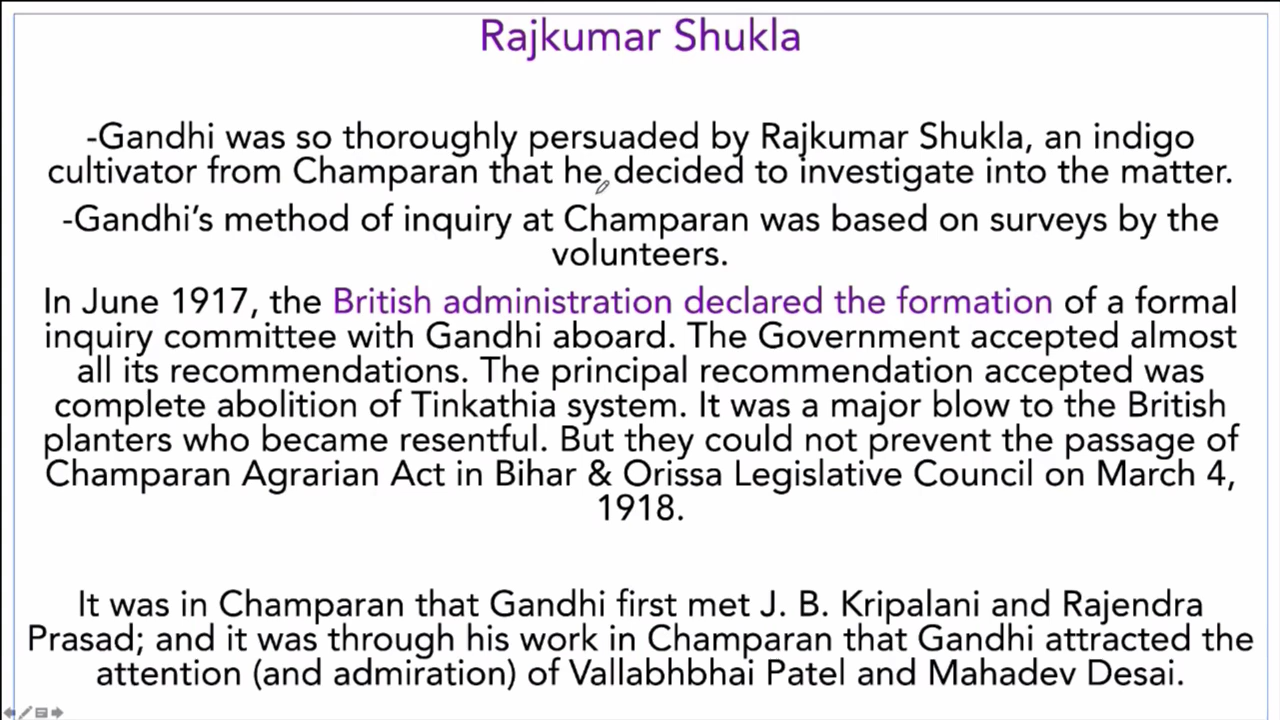 Rajkumar Shukla
-Gandhi was so thoroughly persuaded by Rajkumar Shukla, an indigo
cultivator from Champaran that he decided to investigate into the matter.
-Gandhi’s method of inquiry at Champaran was based on surveys by the
volunteers.
In June 1917, the British administration declared the formation of a formal
inquiry committee with Gandhi aboard. The Government accepted almost
all its recommendations. The principal recommendation accepted was
complete abolition of Tinkathia system. It was a major blow to the British
planters who became resentful. But they could not prevent the passage of
Champaran Agrarian Act in Bihar & Orissa Legislative Council on March 4,
1918.
It was in Champaran that Gandhi first met J. B. Kripalani and Rajendra
Prasad; and it was through his work in Champaran that Gandhi attracted the
attention (and admiration) of Vallabhbhai Patel and Mahadev Desai.